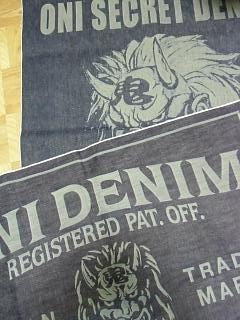 ONI SECRET DEN
鬼
NI DENIM
REGISTERED PAT. OFF.
鬼
TRAD
MAR
N